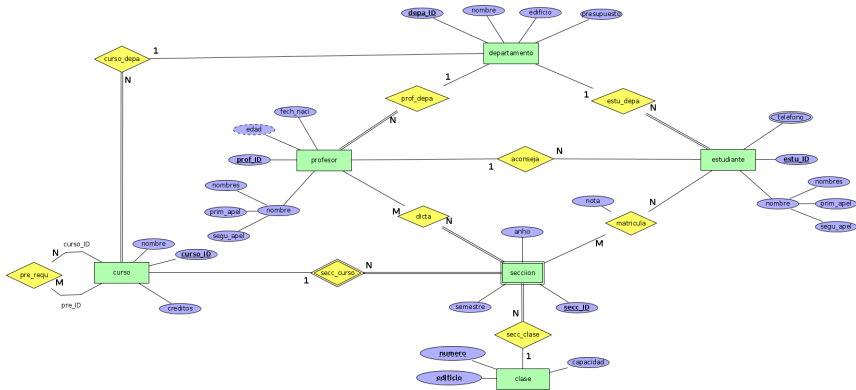 depa_ID
nombre
edificio
presupuesto
curso_depa
1
departamento
N
1
prof_depa
N
1
estu_depa
N
fech_naci
edad
telefono
prof_ID
profesor
1
aconseja
N
estudiante
estu_ID
nombres
prim_apel
segu_apel
nombre
M
dicta
N
nota
matricula
N
M
nombre
nombres
prim_apel
segu_apel
anho
curso_ID
N
pre_requ
M
pre_ID
curso
nombre
curso_ID
creditos
1
secc_curso
N
secciion
semestre
secc_ID
N
secc_clase
1
numero
edificio
clase
capacidad